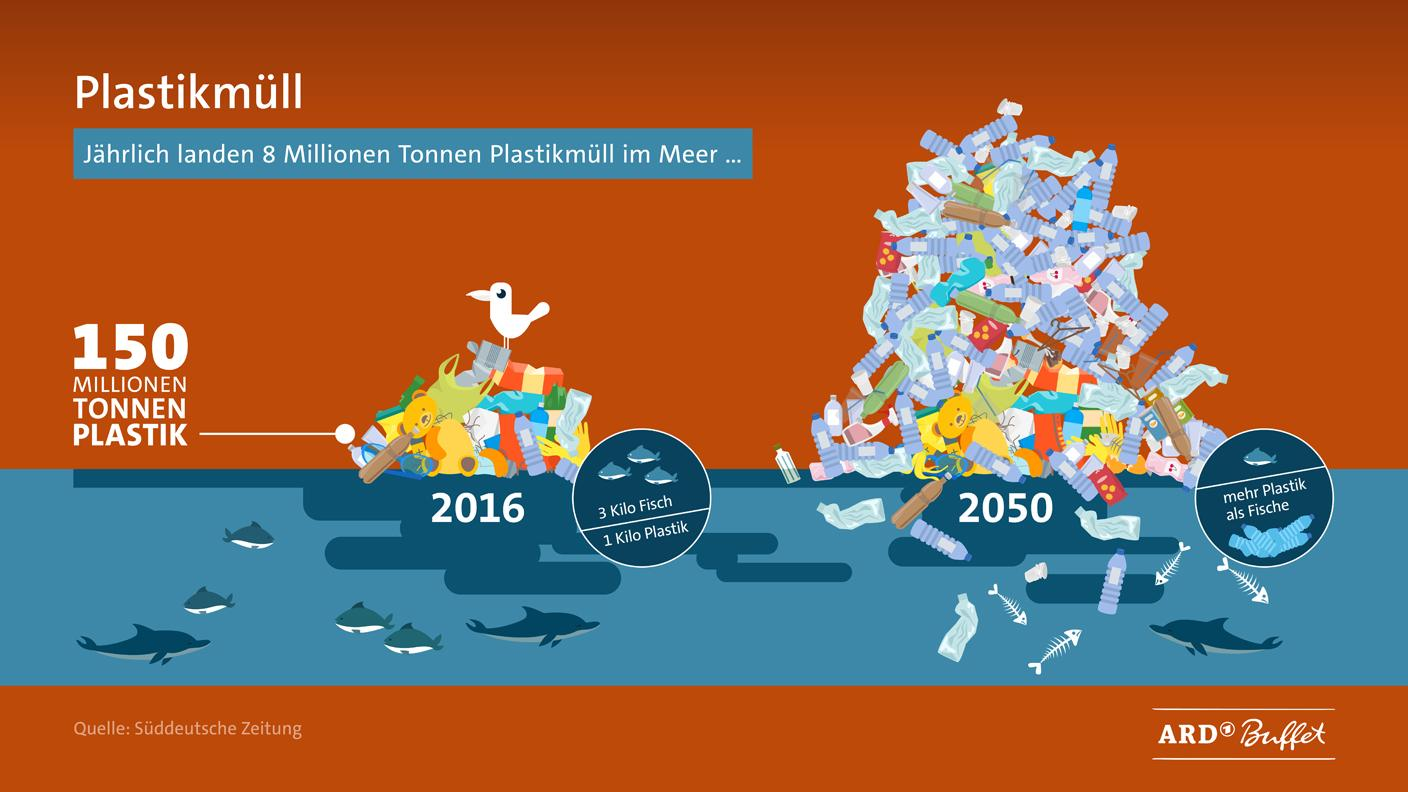 Plastikmüll
Jährlich landen 8 Millionen Tonnen Plastikmüll im Meer ...
150
MILLIONEN
TONNEN
PLASTIK
2016
3 Kilo Fisch
1 Kilo Plastik
2050
mehr Plastik
als Fische
Quelle: Süddeutsche Zeitung
ARD Buffet